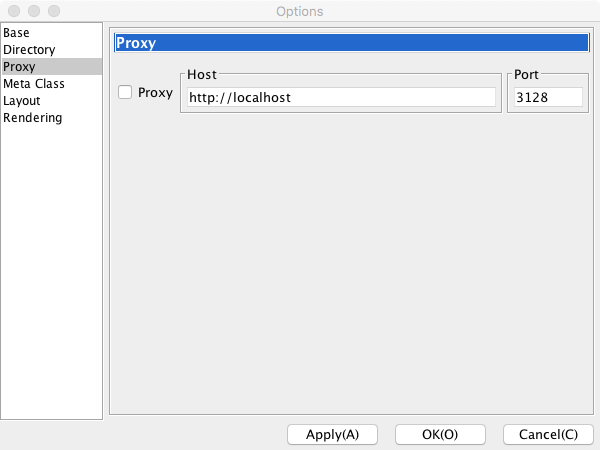 Options
Base
Directory
Proxy
Meta Class
Layout
Rendering
Proxy
Host
Port
Proxy
http://localhost
3128
Apply(A)
OK(O)
Cancel(C)